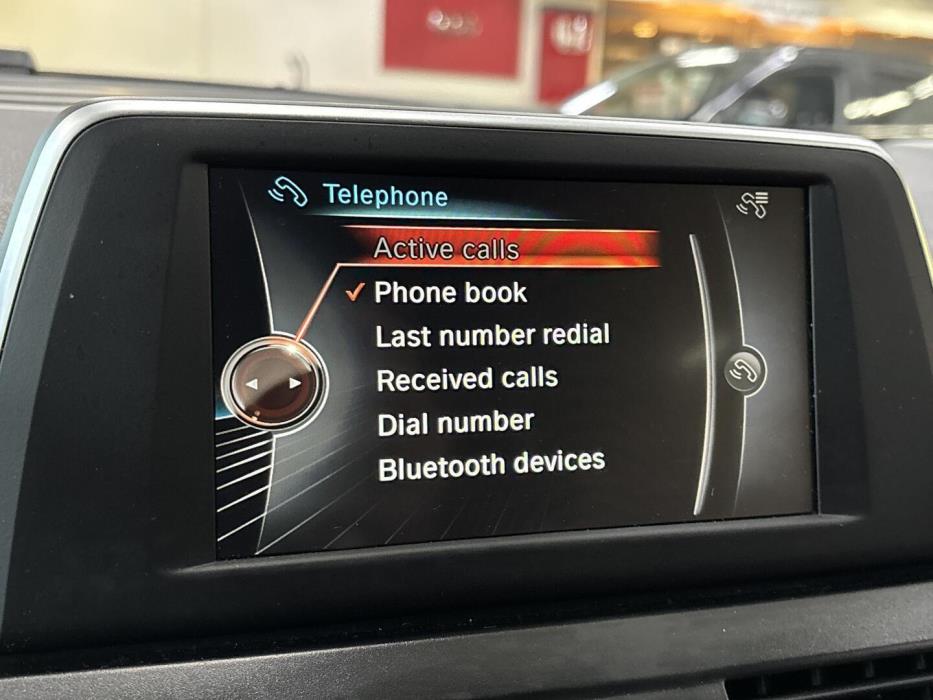 Telephone
Active calls
Phone book
Last number redial
Received calls
Dial number
Bluetooth devices